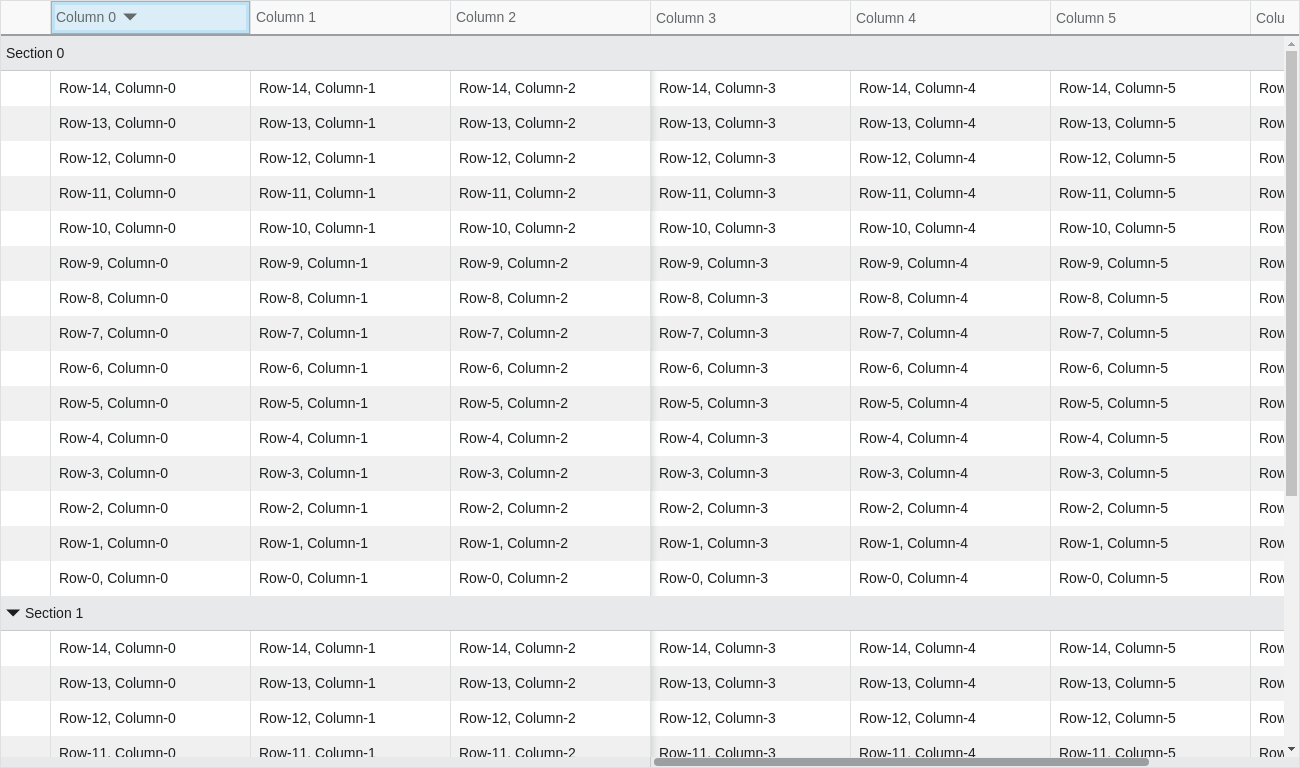 Column 0 Column 1 Column 2 Column 3 Column 4 Column 5 Colu
Section 0
Row-14, Column-0 Row-14, Column-1 Row-14, Column-2 Row-14, Column-3 Row-14, Column-4 Row-14, Column-5 Row
Row-13, Column-0 Row-13, Column-1 Row-13, Column-2 Row-13, Column-3 Row-13, Column-4 Row-13, Column-5 Row
Row-12, Column-0 Row-12, Column-1 Row-12, Column-2 Row-12, Column-3 Row-12, Column-4 Row-12, Column-5 Row
Row-11, Column-0 Row-11, Column-1 Row-11, Column-2 Row-11, Column-3 Row-11, Column-4 Row-11, Column-5 Row
Row-10, Column-0 Row-10, Column-1 Row-10, Column-2 Row-10, Column-3 Row-10, Column-4 Row-10, Column-5 Row
Row-9, Column-0 Row-9, Column-1 Row-9, Column-2 Row-9, Column-3 Row-9, Column-4 Row-9, Column-5 Row
Row-8, Column-0 Row-8, Column-1 Row-8, Column-2 Row-8, Column-3 Row-8, Column-4 Row-8, Column-5 Row
Row-7, Column-0 Row-7, Column-1 Row-7, Column-2 Row-7, Column-3 Row-7, Column-4 Row-7, Column-5 Row
Row-6, Column-0 Row-6, Column-1 Row-6, Column-2 Row-6, Column-3 Row-6, Column-4 Row-6, Column-5 Row
Row-5, Column-0 Row-5, Column-1 Row-5, Column-2 Row-5, Column-3 Row-5, Column-4 Row-5, Column-5 Row
Row-4, Column-0 Row-4, Column-1 Row-4, Column-2 Row-4, Column-3 Row-4, Column-4 Row-4, Column-5 Row
Row-3, Column-0 Row-3, Column-1 Row-3, Column-2 Row-3, Column-3 Row-3, Column-4 Row-3, Column-5 Row
Row-2, Column-0 Row-2, Column-1 Row-2, Column-2 Row-2, Column-3 Row-2, Column-4 Row-2, Column-5 Row
Row-1, Column-0 Row-1, Column-1 Row-1, Column-2 Row-1, Column-3 Row-1, Column-4 Row-1, Column-5 Row
Row-0, Column-0 Row-0, Column-1 Row-0, Column-2 Row-0, Column-3 Row-0, Column-4 Row-0, Column-5 Row
Section 1
Row-14, Column-0 Row-14, Column-1 Row-14, Column-2 Row-14, Column-3 Row-14, Column-4 Row-14, Column-5 Row
Row-13, Column-0 Row-13, Column-1 Row-13, Column-2 Row-13, Column-3 Row-13, Column-4 Row-13, Column-5 Row
Row-12, Column-0 Row-12, Column-1 Row-12, Column-2 Row-12, Column-3 Row-12, Column-4 Row-12, Column-5 Row
Row-11, Column-0 Row-11, Column-1 Row-11, Column-2 Row-11, Column-3 Row-11, Column-4 Row-11, Column-5 Row